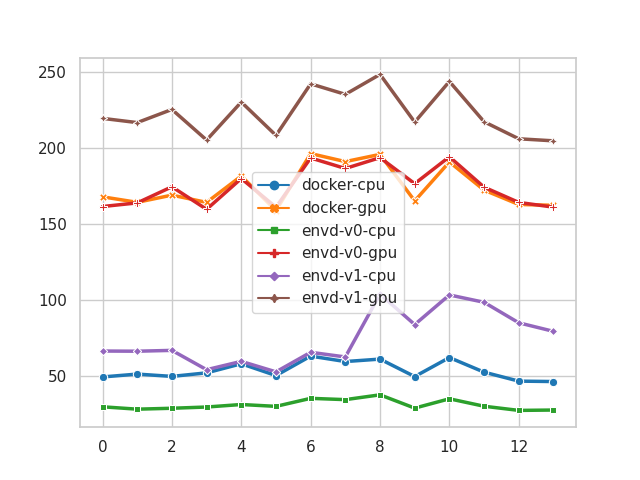 250
200
150
100
50
docker-cpu
docker-gpu
envd-v0-cpu
envd-v0-gpu
envd-v1-cpu
envd-v1-gpu
0 2 4 6 8 10 12